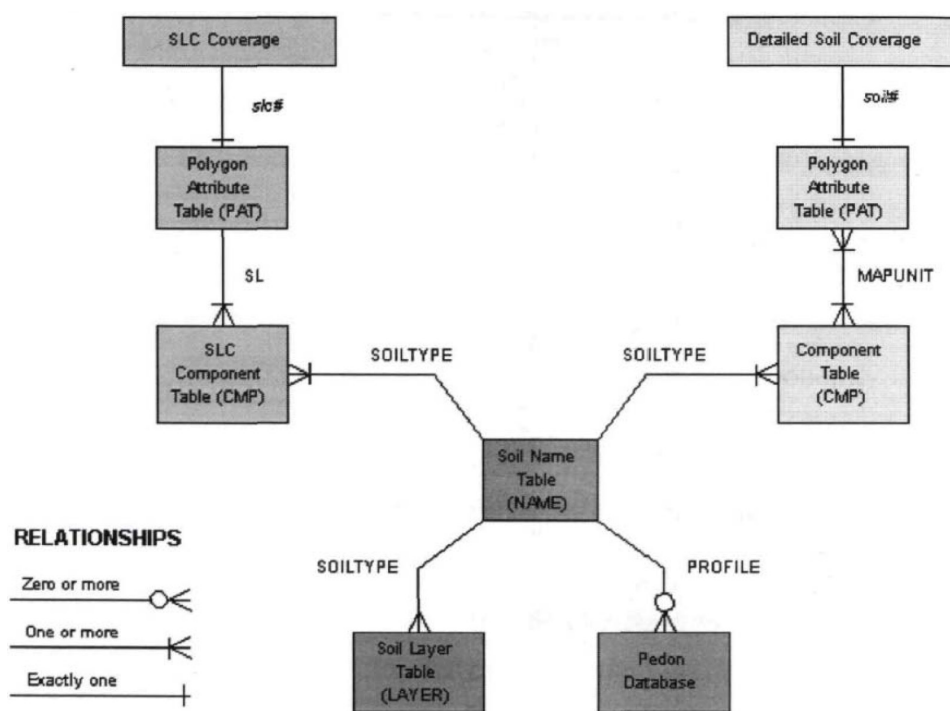 SLC Coverage
Detailed Soil Coverage
slc#
soil#
Polygon
Attribute
Table (PAT)
Polygon
Attribute
Table (PAT)
SL
MAPUNIT
SLC
Component
Table (CMP)
SOILTYPE
SOILTYPE
Component
Table
(CMP)
Soil Name
Table
(NAME)
RELATIONSHIPS
Zero or more
One or more
Exactly one
SOILTYPE
PROFILE
Soil Layer
Table
(LAYER)
Pedon
Database